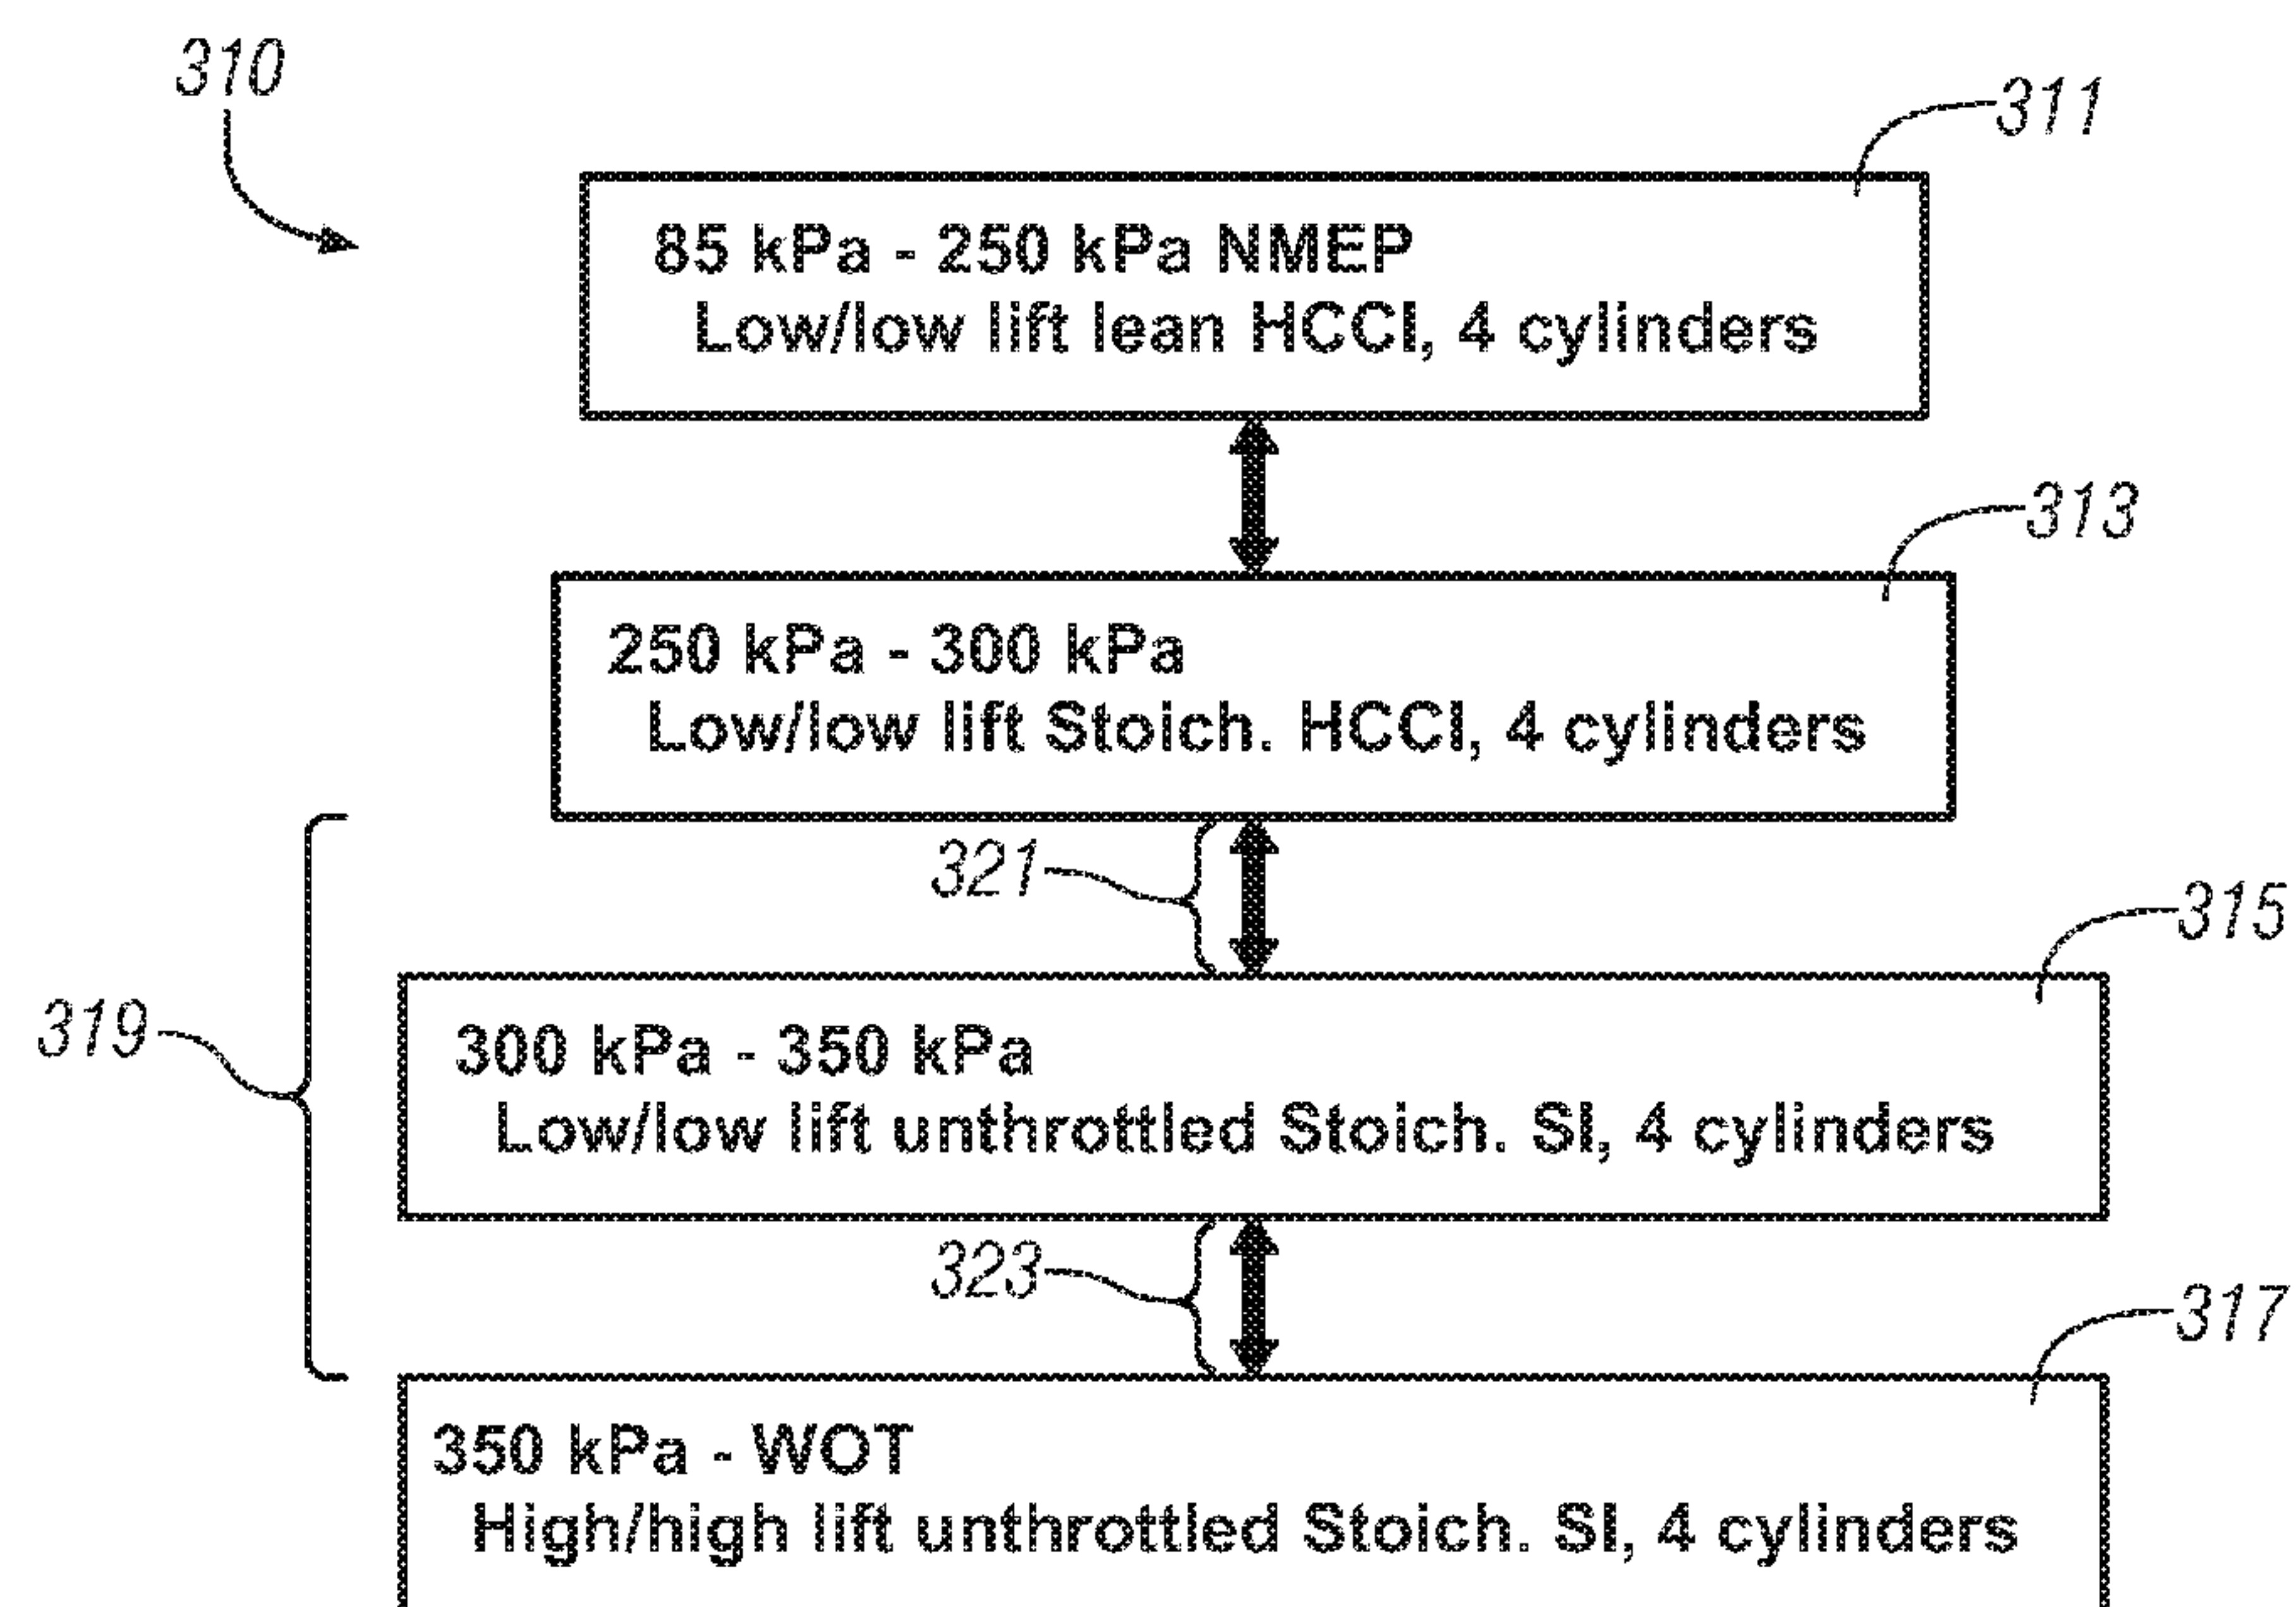 310
311
85 kPa - 250 kPa NMEP
Low/low lift lean HCCI, 4 cylinders
313
250 kPa - 300 kPa
Low/low lift Stoich. HCCI, 4 cylinders
321
315
319
300 kPa - 350 kPa
Low/low lift unthrottled Stoich. SI, 4 cylinders
323
317
350 kPa - WOT
High/high lift unthrottled Stoich. SI, 4 cylinders